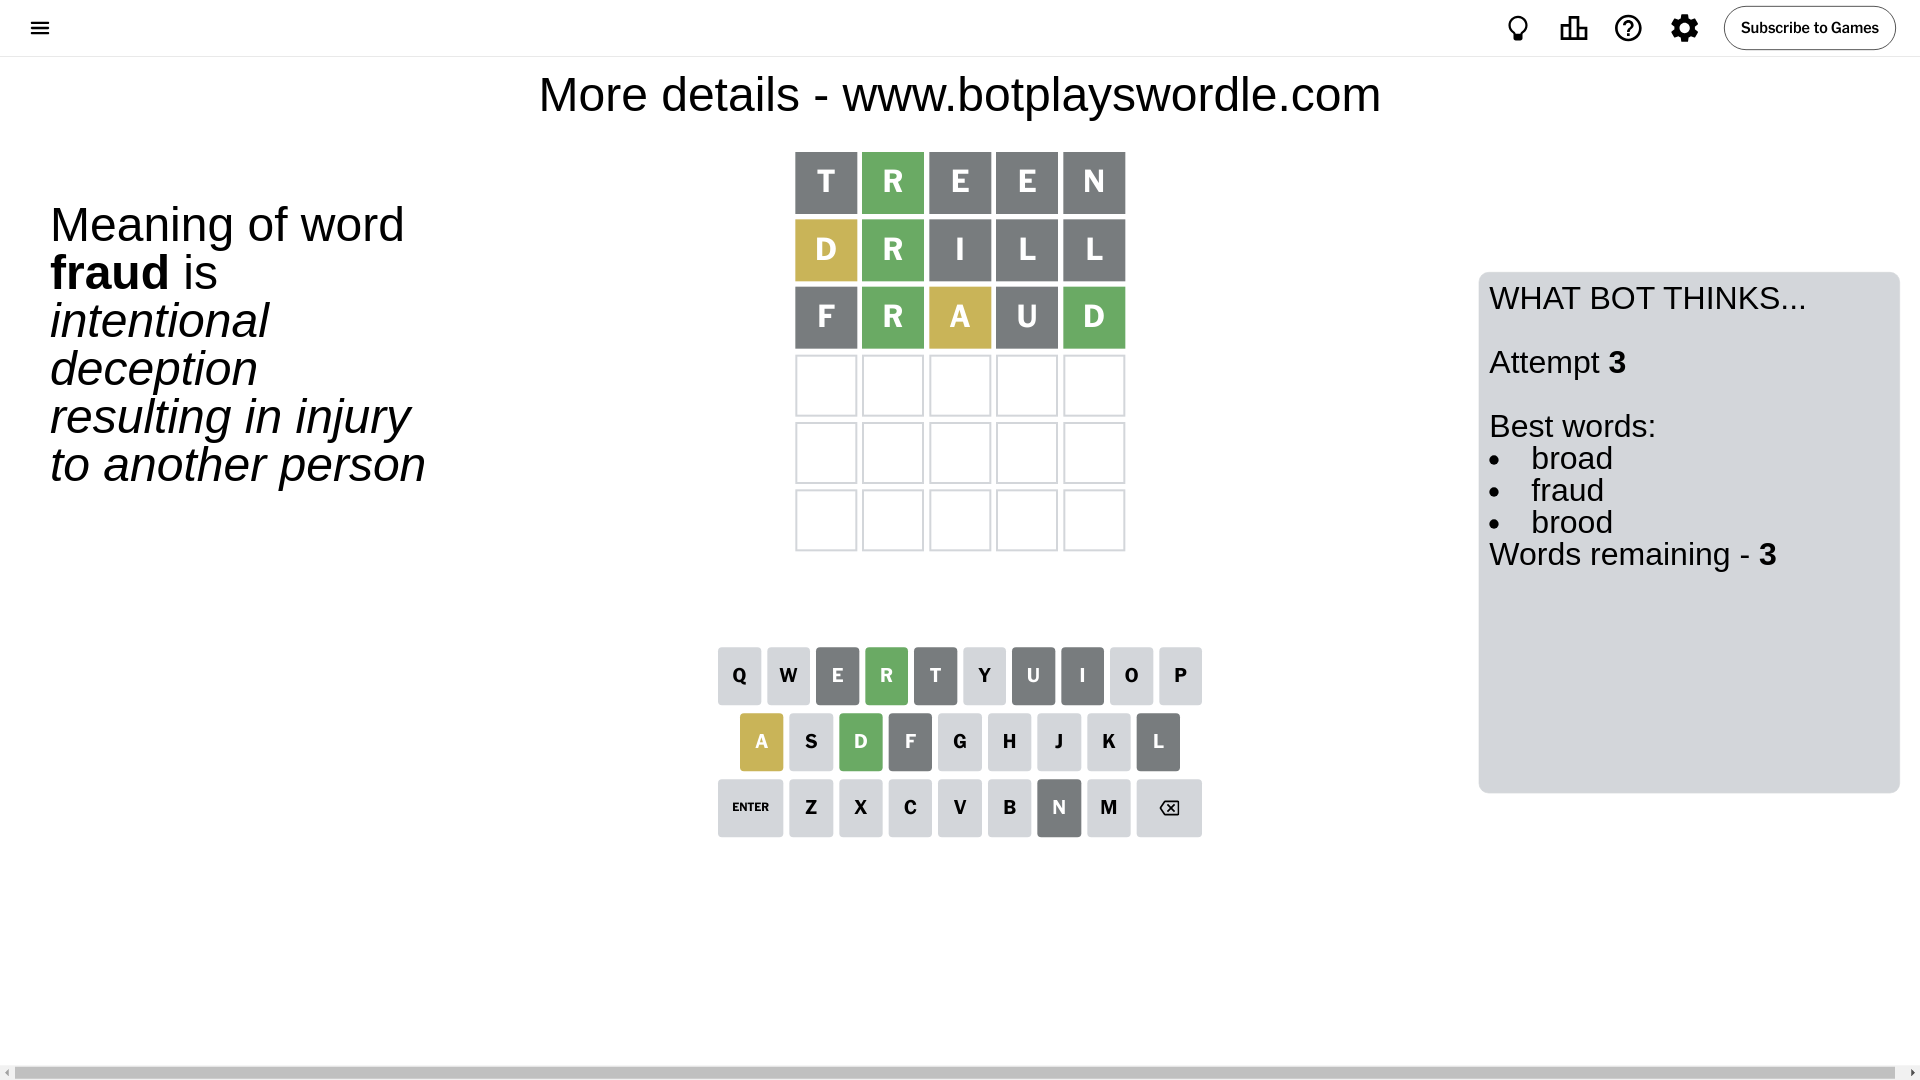 Subscribe to Games
More details - www.botplayswordle.com
Meaning of word
fraud is
intentional
deception
resulting in injury
to another person
T R E E N
D R I L L
F R A U D
WHAT BOT THINKS...
Attempt 3
Best words:
• broad
• fraud
• brood
Words remaining - 3
Q W E R T Y U I O P
A S D F G H J K L
ENTER Z X C V B N M